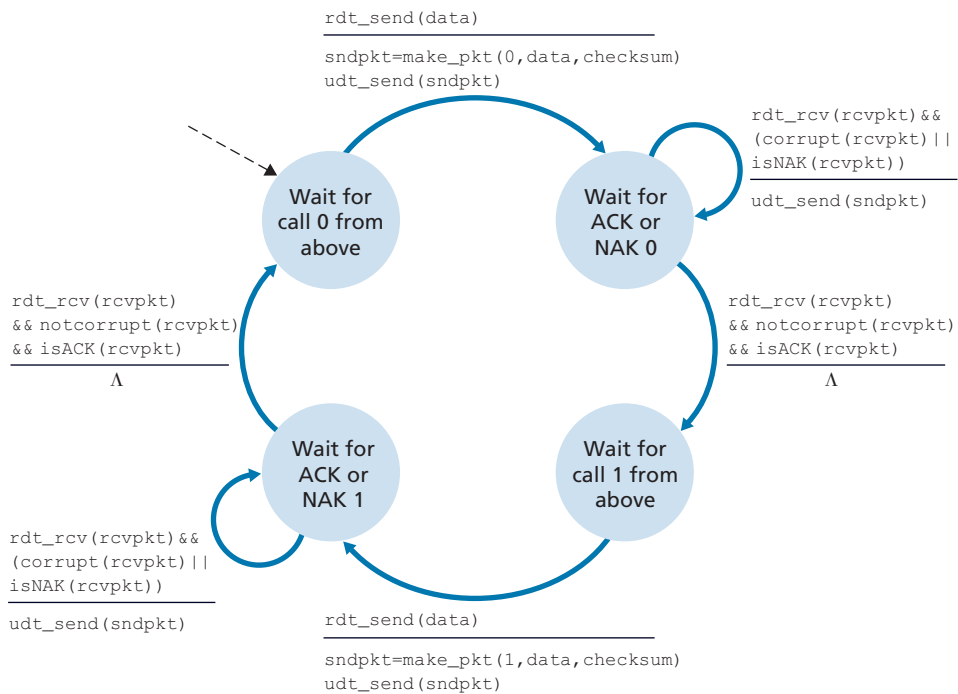 rdt_send(data)
sndpkt=make_pkt(0,data,checksum)
udt_send(sndpkt)
rdt_rcv(rcvpkt)&&
(corrupt(rcvpkt)||
isNAK(rcvpkt))
udt_send(sndpkt)
Wait for
call 0 from
above
Wait for
ACK or
NAK 0
rdt_rcv(rcvpkt)
&& notcorrupt(rcvpkt)
&& isACK(rcvpkt)
Λ
rdt_rcv(rcvpkt)
&& notcorrupt(rcvpkt)
&& isACK(rcvpkt)
Λ
Wait for
ACK or
NAK 1
Wait for
call 1 from
above
rdt_rcv(rcvpkt)&&
(corrupt(rcvpkt)||
isNAK(rcvpkt))
udt_send(sndpkt)
rdt_send(data)
sndpkt=make_pkt(1,data,checksum)
udt_send(sndpkt)